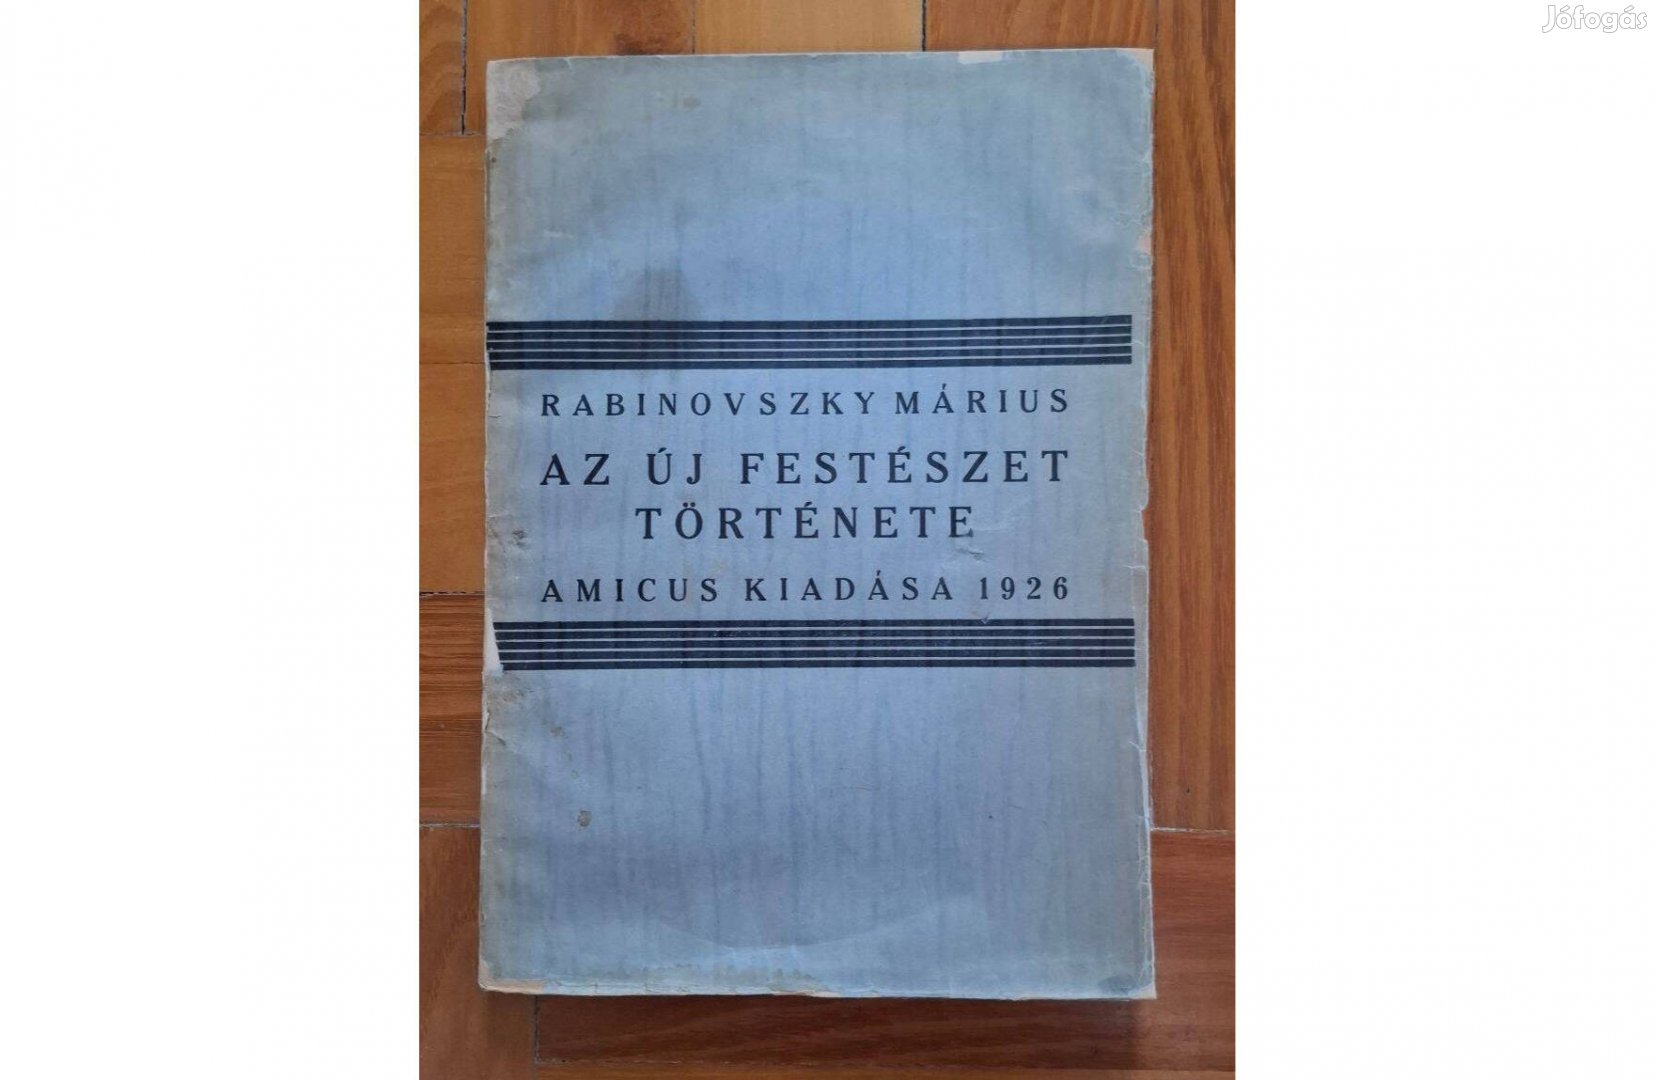 Jófogás
RABINOVSZKY MÁRIUS
AZ ÚJ FESTÉSZET
TÖRTÉNETE
AMICUS KIADÁSA 1926